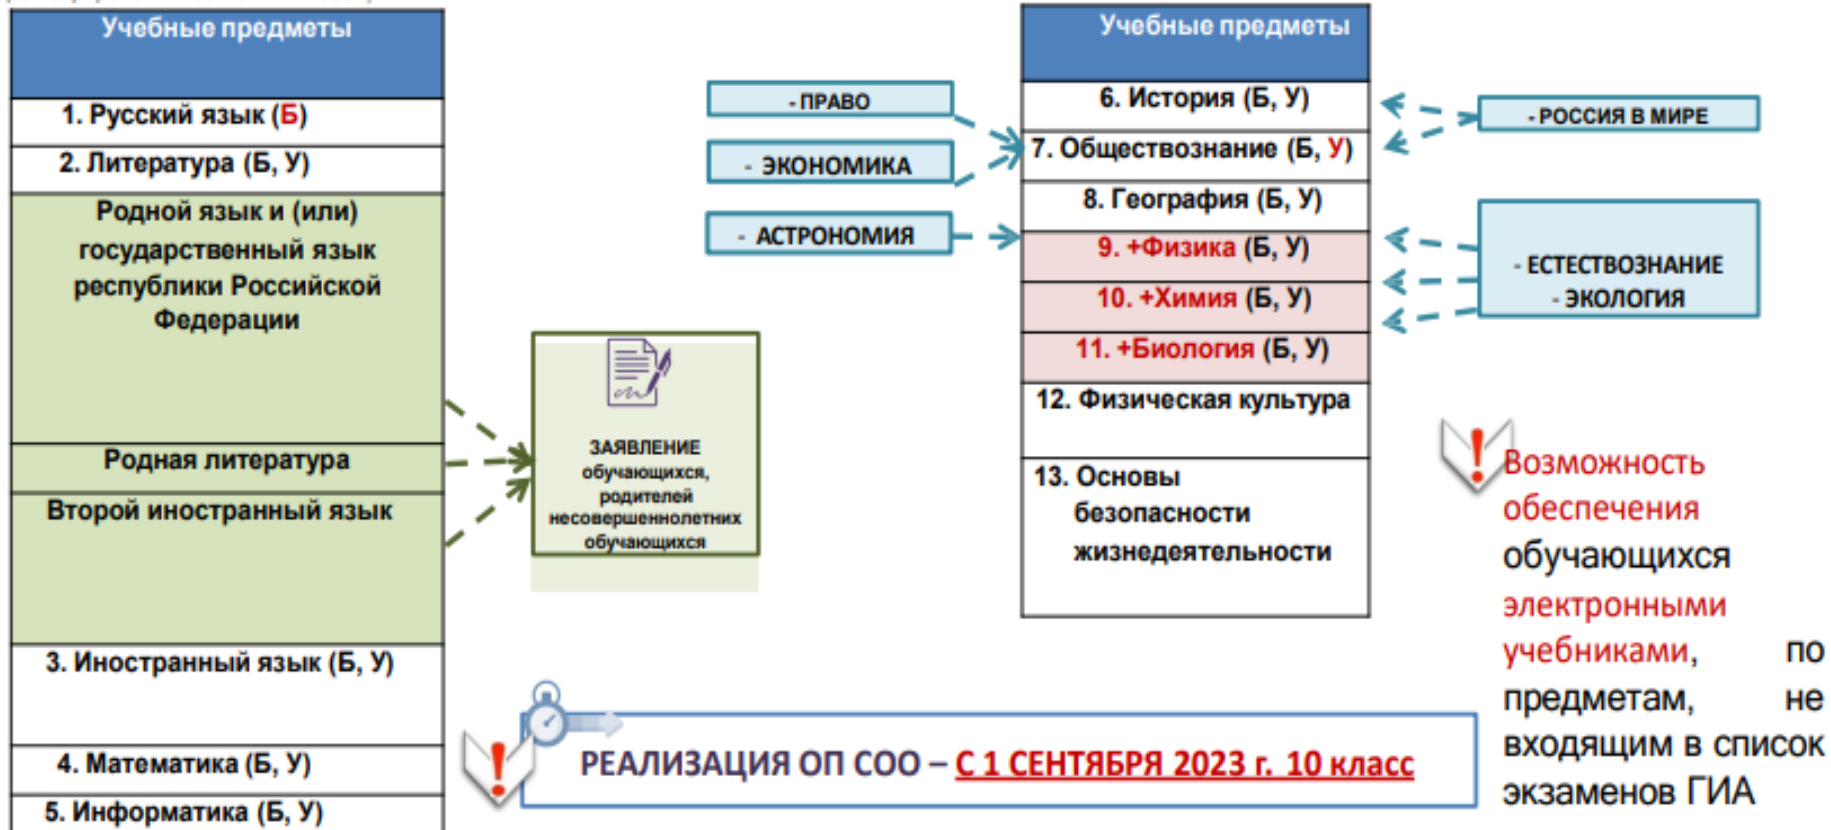 Учебные предметы
1. Русский язык (Б)
2. Литература (Б, У)
Родной язык и (или)
государственный язык
республики Российской
Федерации
Родная литература
Второй иностранный язык
3. Иностранный язык (Б, У)
4. Математика (Б, У)
5. Информатика (Б, У)
ЗАЯВЛЕНИЕ
обучающихся,
родителей
несовершеннолетних
обучающихся
- ПРАВО
- ЭКОНОМИКА
- АСТРОНОМИЯ
Учебные предметы
6. История (Б, У)
7. Обществознание (Б, У)
8. География (Б, У)
9. +Физика (Б, У)
10. +Химия (Б, У)
11. +Биология (Б, У)
12. Физическая культура
13. Основы
безопасности
жизнедеятельности
- РОССИЯ В МИРЕ
- ЕСТЕСТВОЗНАНИЕ
- ЭКОЛОГИЯ
Возможность
обеспечения
обучающихся
электронными
учебниками, по
предметам, не
входящим в список
экзаменов ГИА
РЕАЛИЗАЦИЯ ОП СОО – С 1 СЕНТЯБРЯ 2023 г. 10 класс